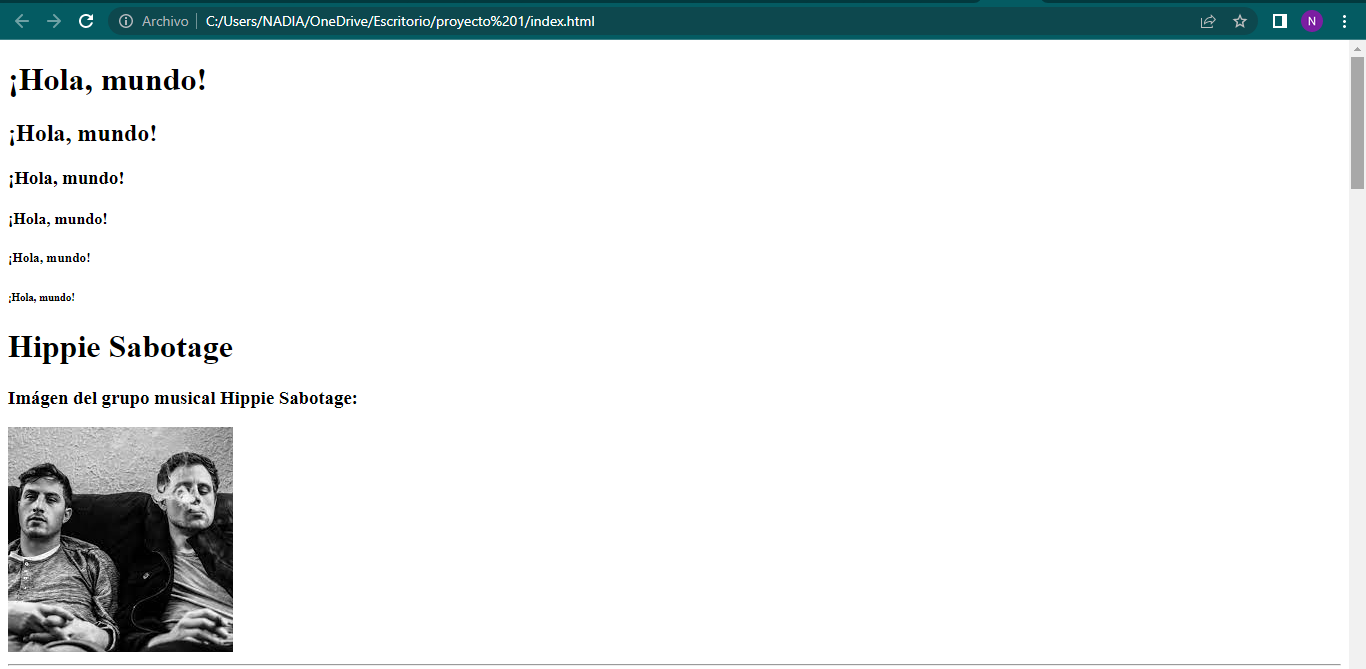 Archivo C:/Users/NADIA/OneDrive/Escritorio/proyecto%201/index.html N
¡Hola, mundo!
¡Hola, mundo!
¡Hola, mundo!
¡Hola, mundo!
¡Hola, mundo!
¡Hola, mundo!
Hippie Sabotage
Imágen del grupo musical Hippie Sabotage: